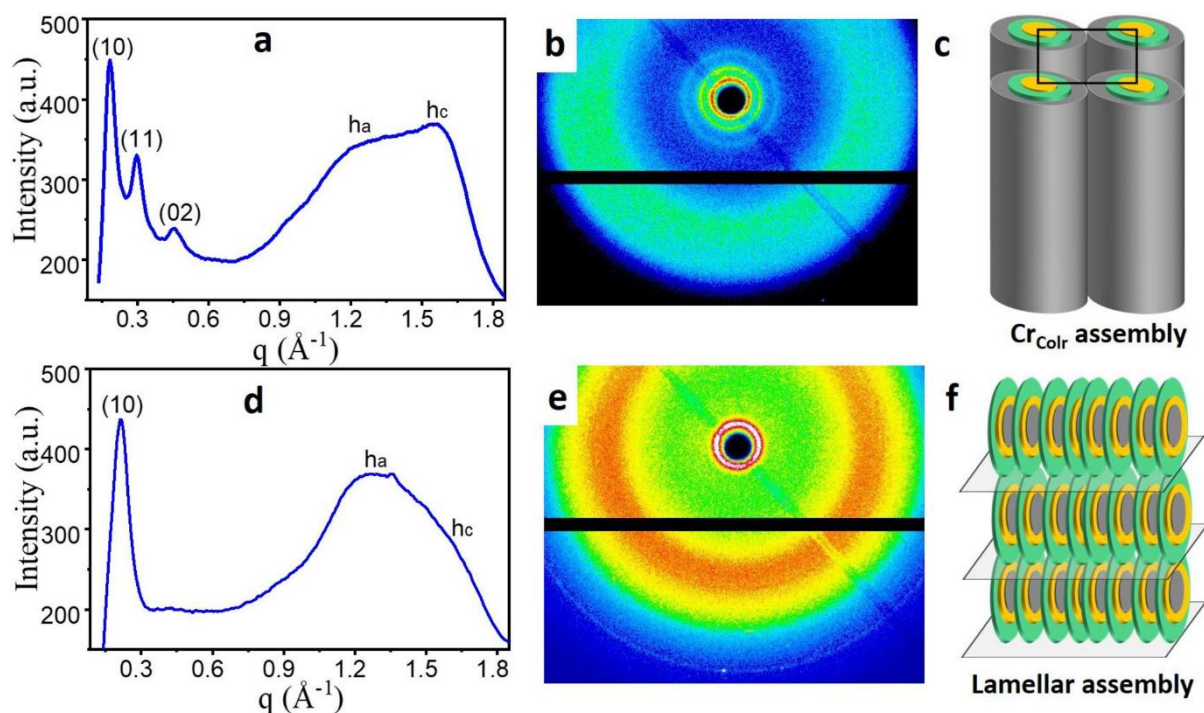 a
500
400
300
200
Intensity (a.u.)
(10)
(11)
(02)
ha
hc
0.3 0.6 0.9 1.2 1.5 1.8
q (Å⁻¹)
b
c
Cr_Colr assembly
d
500
400
300
200
Intensity (a.u.)
(10)
ha
hc
0.3 0.6 0.9 1.2 1.5 1.8
q (Å⁻¹)
e
f
Lamellar assembly